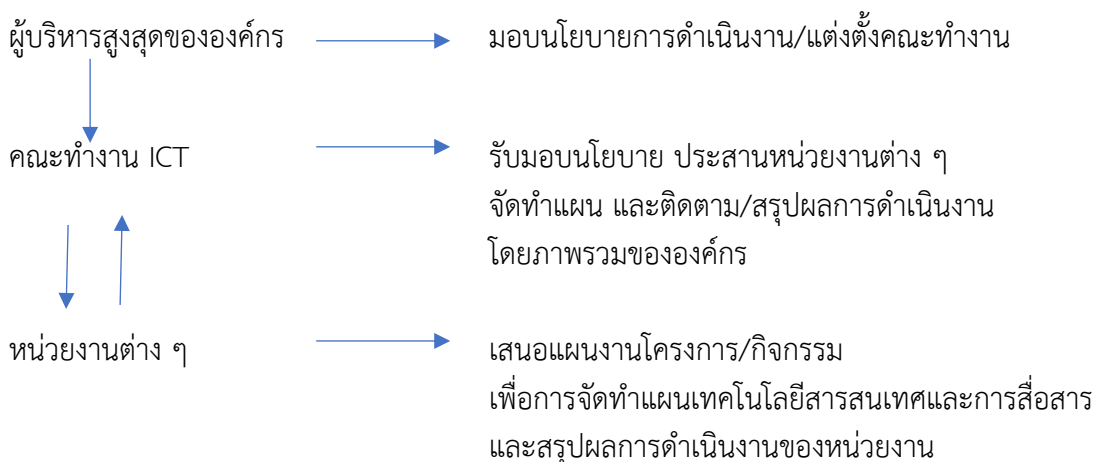 ผู้บริหารสูงสุดขององค์กร
มอบนโยบายการดำเนินงาน/แต่งตั้งคณะทำงาน
คณะทำงาน ICT
รับมอบนโยบาย ประสานหน่วยงานต่าง ๆ
จัดทำแผน และติดตาม/สรุปผลการดำเนินงาน
โดยภาพรวมขององค์กร
หน่วยงานต่าง ๆ
เสนอแผนงานโครงการ/กิจกรรม
เพื่อการจัดทำแผนเทคโนโลยีสารสนเทศและการสื่อสาร
และสรุปผลการดำเนินงานของหน่วยงาน